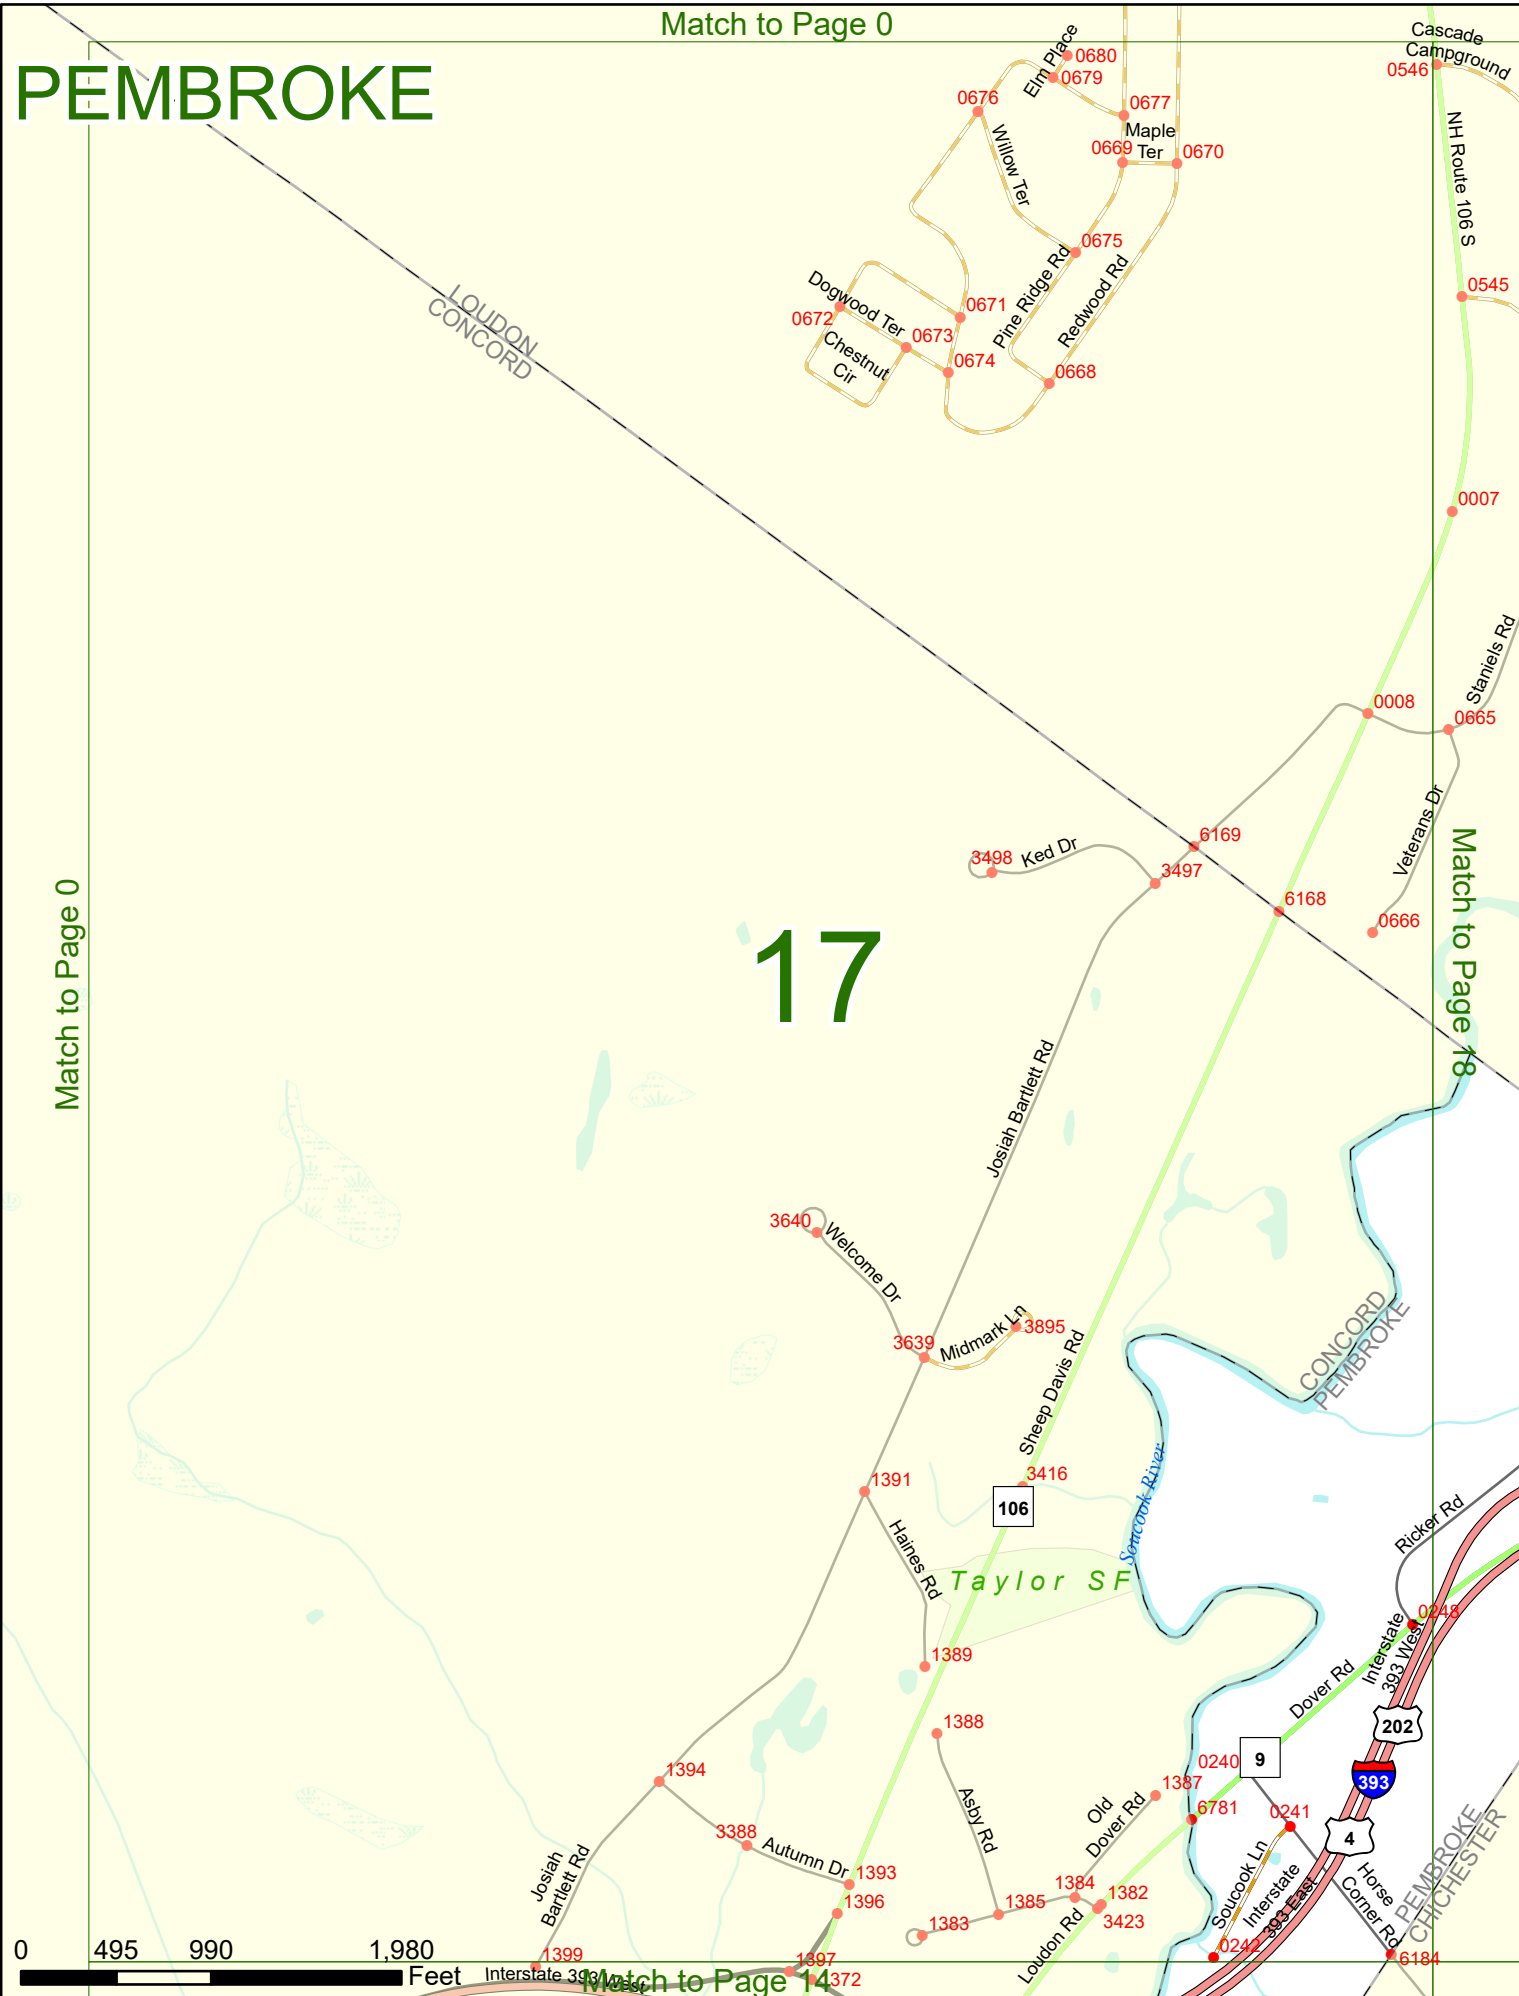 Match to Page 0
PEMBROKE
Cascade
Campground
0546
Elm Place
0680
0679
0676
0677
Maple
Ter
0669
0670
Willow Ter
NH Route 106 S
0675
Pine Ridge Rd
Redwood Rd
0545
Dogwood Ter
0672
0671
0673
Chestnut
Cir
0674
0668
LOUDON
CONCORD
0007
Staniels Rd
0008
0665
Veterans Dr
6169
3498
Ked Dr
3497
6168
0666
Match to Page 0
17
Match to Page 18
Josiah Bartlett Rd
3640
Welcome Dr
3639
Midmark Ln
3895
Sheep Davis Rd
CONCORD
PEMBROKE
1391
3416
106
Soucook River
Haines Rd
Taylor SF
Ricker Rd
0248
Interstate
393 West
1389
Dover Rd
1388
202
0240
9
393
1394
1387
6781
0241
4
Asby Rd
Old
Dover Rd
3388
Autumn Dr
1393
Josiah
Bartlett Rd
1396
1384
1382
1385
3423
1383
Loudon Rd
Soucook Ln
Interstate
393 East
Horse
Corner Rd
PEMBROKE
CHICHESTER
0242
6184
0
495
990
1,980
Feet
1399
1397
1372
Interstate 393 West
Match to Page 14